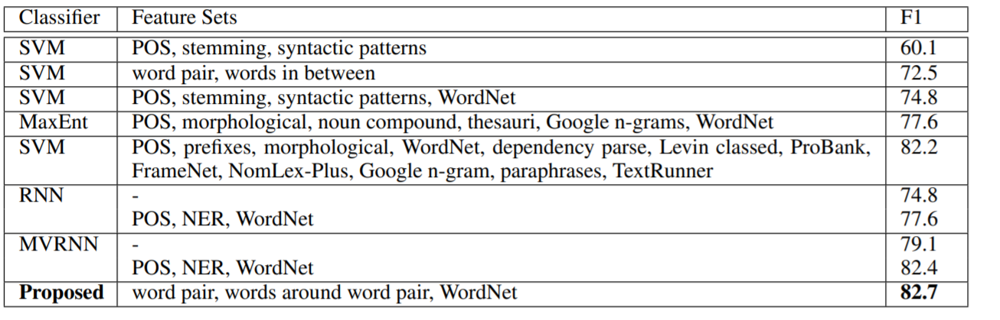 Classifier Feature Sets F1
SVM POS, stemming, syntactic patterns 60.1
SVM word pair, words in between 72.5
SVM POS, stemming, syntactic patterns, WordNet 74.8
MaxEnt POS, morphological, noun compound, thesauri, Google n-grams, WordNet 77.6
SVM POS, prefixes, morphological, WordNet, dependency parse, Levin classed, ProBank, 82.2
FrameNet, NomLex-Plus, Google n-gram, paraphrases, TextRunner
RNN - 74.8
POS, NER, WordNet 77.6
MVRNN - 79.1
POS, NER, WordNet 82.4
Proposed word pair, words around word pair, WordNet 82.7